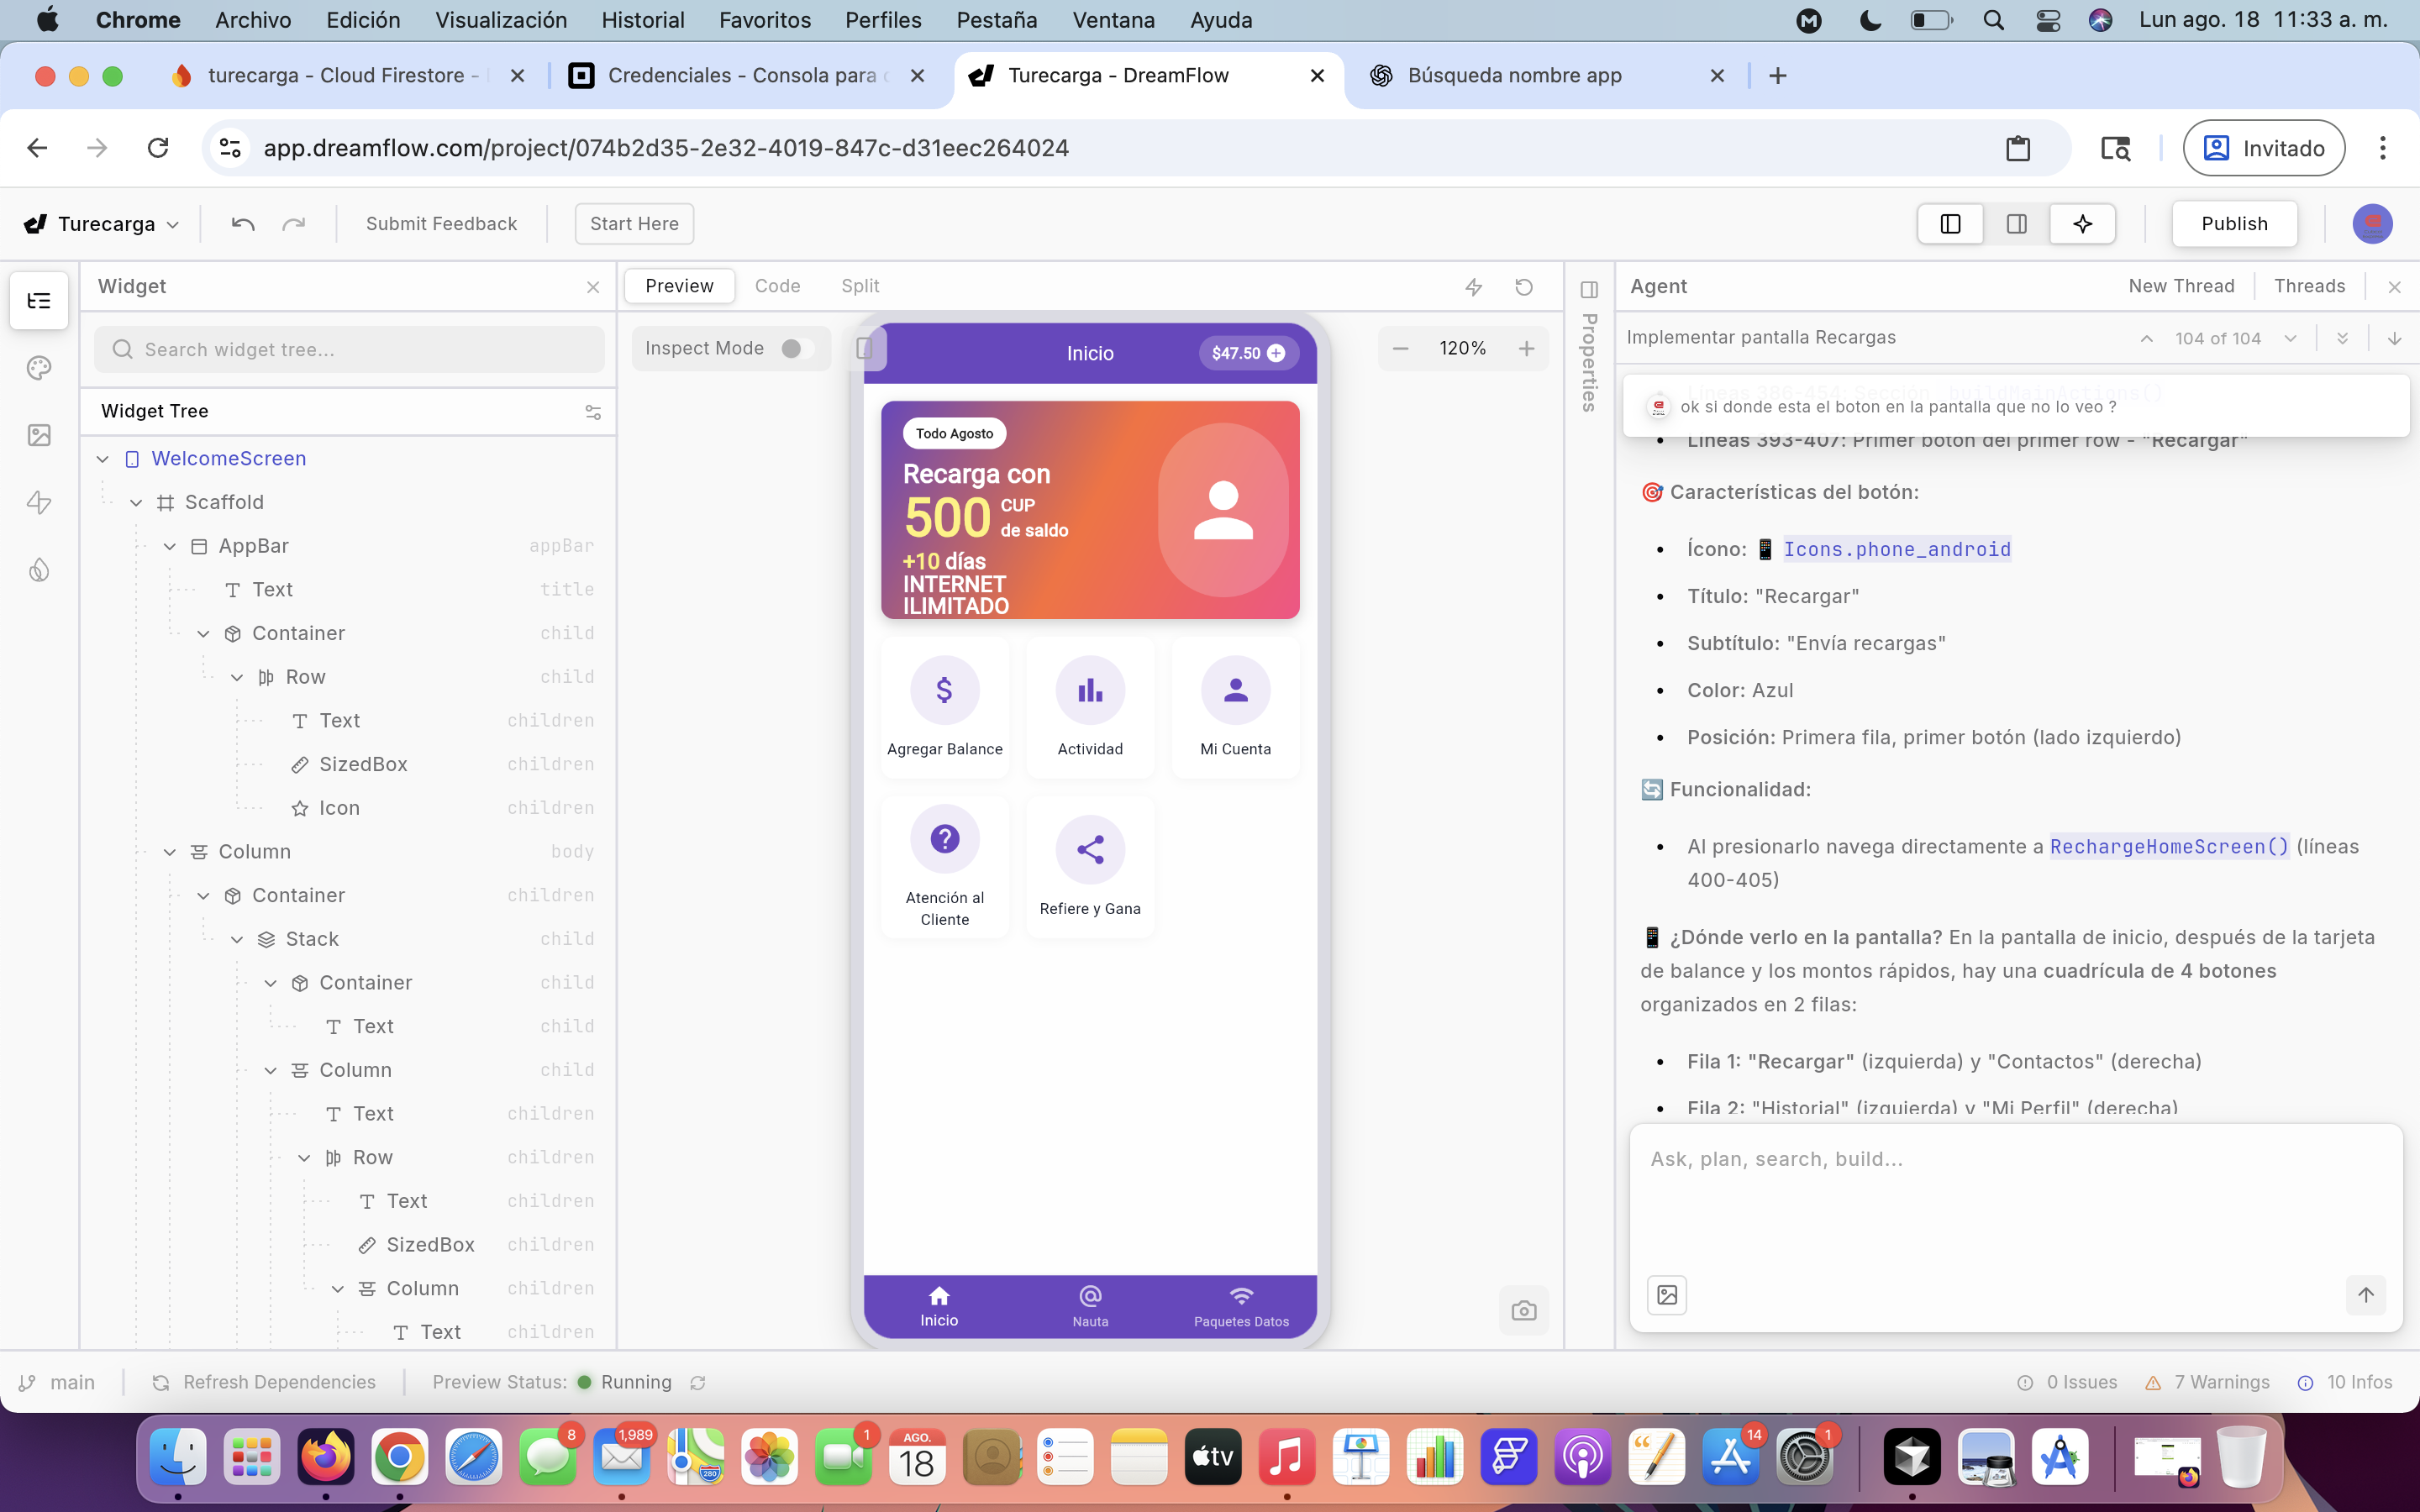 Chrome Archivo Edición Visualización Historial Favoritos Perfiles Pestaña Ventana Ayuda Lun ago. 18 11:33 a. m.
turecarga - Cloud Firestore - Credenciales - Consola para Turecarga - DreamFlow Búsqueda nombre app
app.dreamflow.com/project/074b2d35-2e32-4019-847c-d31eec264024 Invitado
Turecarga Submit Feedback Start Here Publish
Widget
Search widget tree...
Widget Tree
WelcomeScreen
Scaffold
AppBar appBar
Text title
Container child
Row child
Text children
SizedBox children
Icon children
Column body
Container children
Stack child
Container child
Text child
Column child
Text children
Row children
Text children
SizedBox children
Column children
Text children
Preview Code Split
Inspect Mode 120%
Inicio $47.50
Todo Agosto
Recarga con
500 CUP
de saldo
+10 días
INTERNET
ILIMITADO
Agregar Balance Actividad Mi Cuenta
Atención al
Cliente
Refiere y Gana
Inicio Nauta Paquetes Datos
Properties
Agent New Thread Threads
Implementar pantalla Recargas 104 of 104
Líneas 386-454: Sección _buildMainActions()
ok si donde esta el boton en la pantalla que no lo veo ?
Líneas 393-407: Primer botón del primer row - "Recargar"
🎯 Características del botón:
• Ícono: 📱 Icons.phone_android
• Título: "Recargar"
• Subtítulo: "Envía recargas"
• Color: Azul
• Posición: Primera fila, primer botón (lado izquierdo)
🔄 Funcionalidad:
• Al presionarlo navega directamente a RechargeHomeScreen() (líneas
400-405)
📱 ¿Dónde verlo en la pantalla? En la pantalla de inicio, después de la tarjeta
de balance y los montos rápidos, hay una cuadrícula de 4 botones
organizados en 2 filas:
• Fila 1: "Recargar" (izquierda) y "Contactos" (derecha)
• Fila 2: "Historial" (izquierda) y "Mi Perfil" (derecha)
Ask, plan, search, build...
main Refresh Dependencies Preview Status: Running 0 Issues 7 Warnings 10 Infos
8 1,989 1 AGO. 18 tv 14 1
280